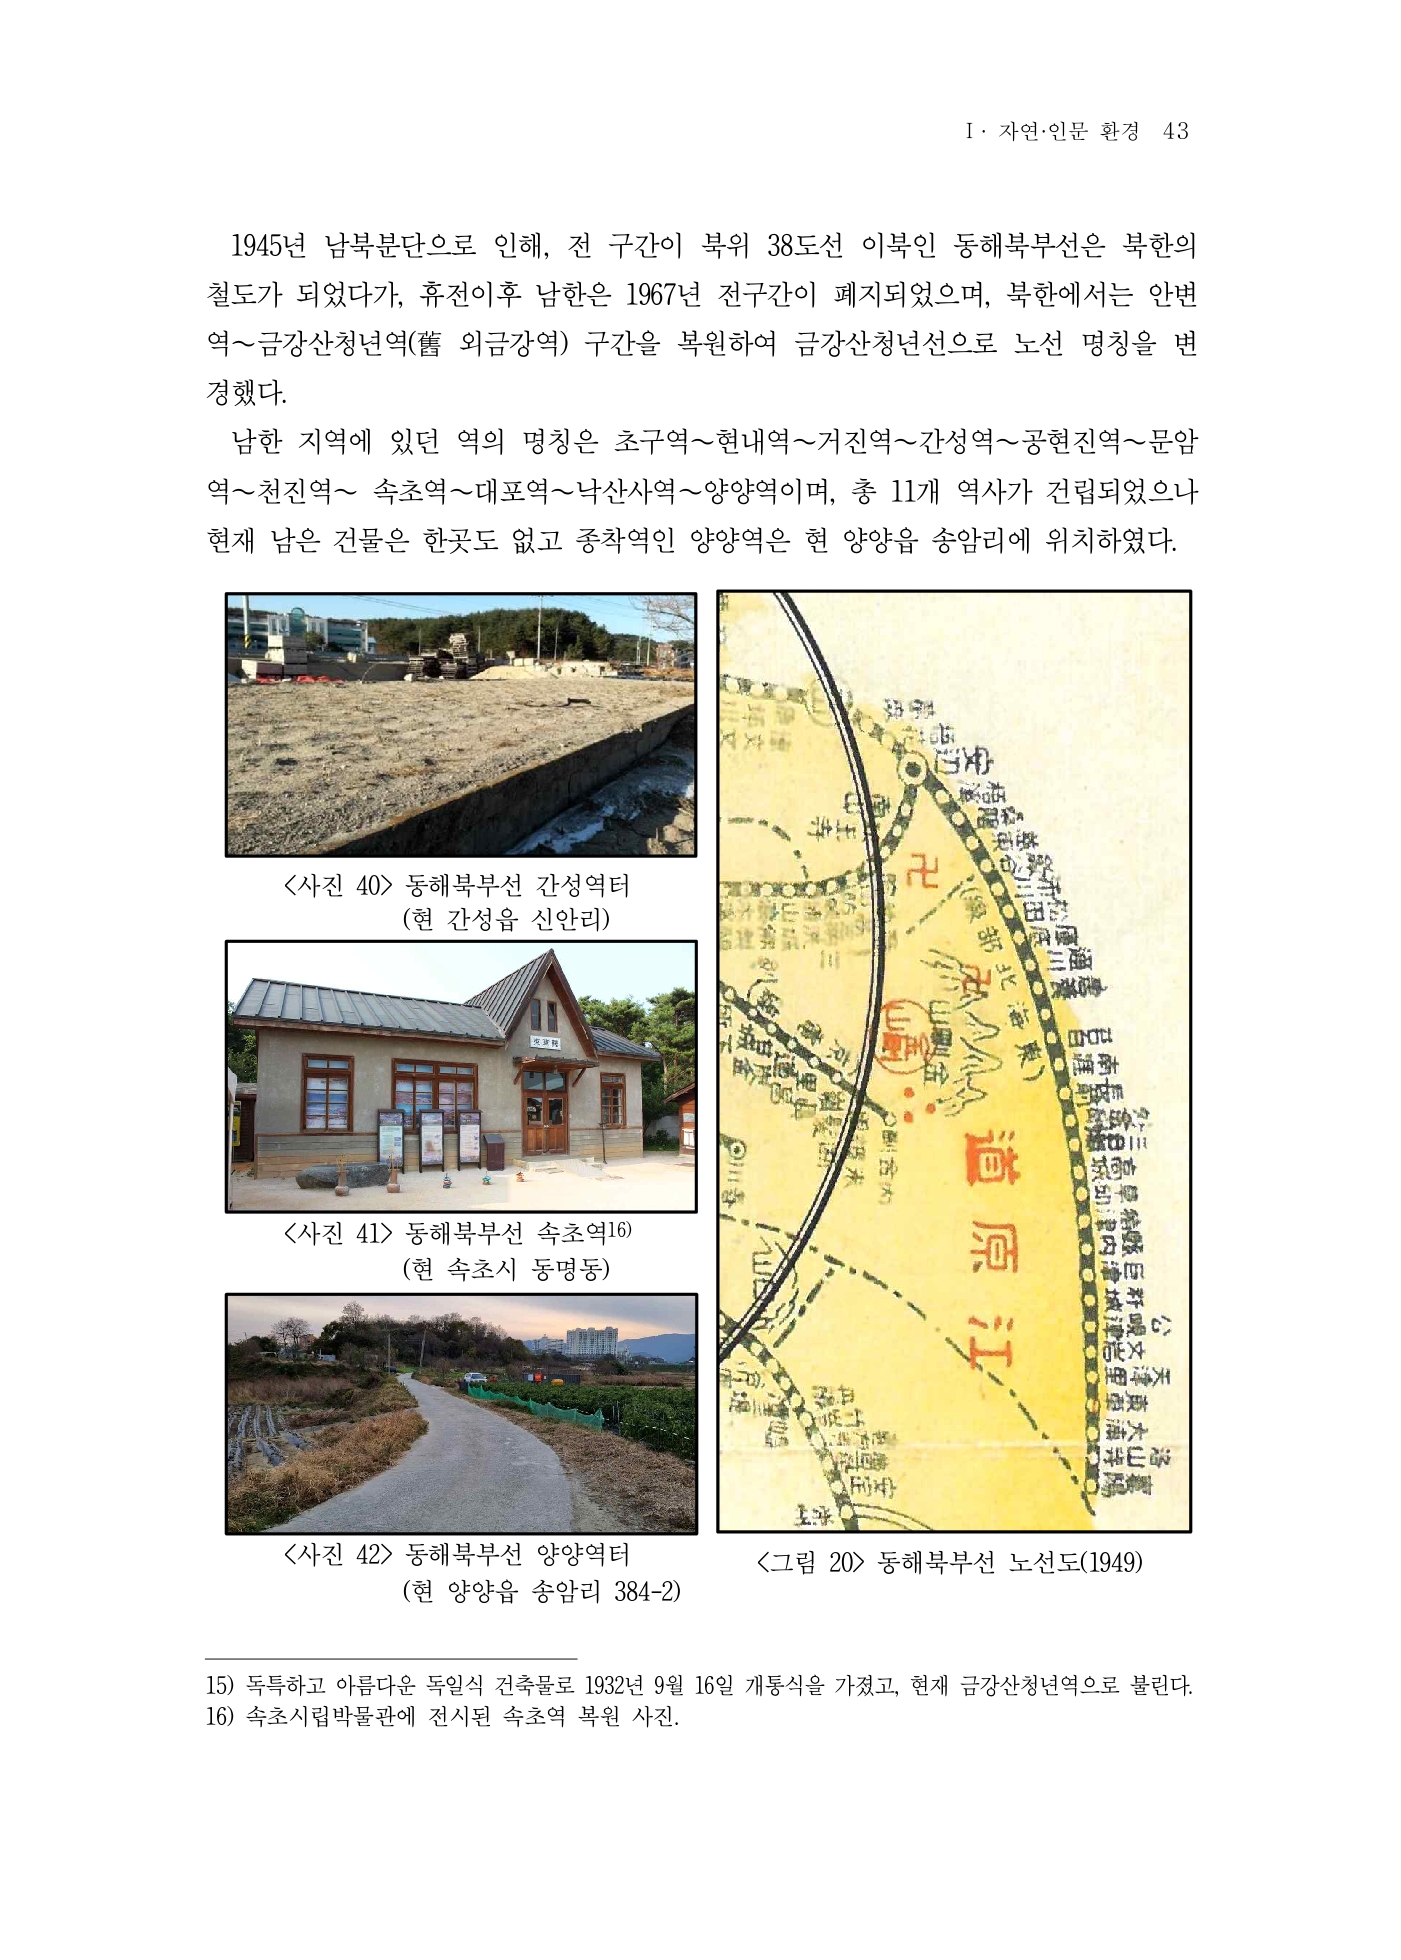 I· 자연·인문 환경 43
1945년 남북분단으로 인해, 전 구간이 북위 38도선 이북인 동해북부선은 북한의
철도가 되었다가, 휴전이후 남한은 1967년 전구간이 폐지되었으며, 북한에서는 안변
역～금강산청년역(舊 외금강역) 구간을 복원하여 금강산청년선으로 노선 명칭을 변
경했다.
남한 지역에 있던 역의 명칭은 초구역～현내역～거진역～간성역～공현진역～문암
역～천진역～ 속초역～대포역～낙산사역～양양역이며, 총 11개 역사가 건립되었으나
현재 남은 건물은 한곳도 없고 종착역인 양양역은 현 양양읍 송암리에 위치하였다.
<사진 40> 동해북부선 간성역터
(현 간성읍 신안리)
<사진 41> 동해북부선 속초역16)
(현 속초시 동명동)
<사진 42> 동해북부선 양양역터
(현 양양읍 송암리 384-2)
安辺
(線部北海東)
金剛山
道
原
江
<그림 20> 동해북부선 노선도(1949)
15) 독특하고 아름다운 독일식 건축물로 1932년 9월 16일 개통식을 가졌고, 현재 금강산청년역으로 불린다.
16) 속초시립박물관에 전시된 속초역 복원 사진.